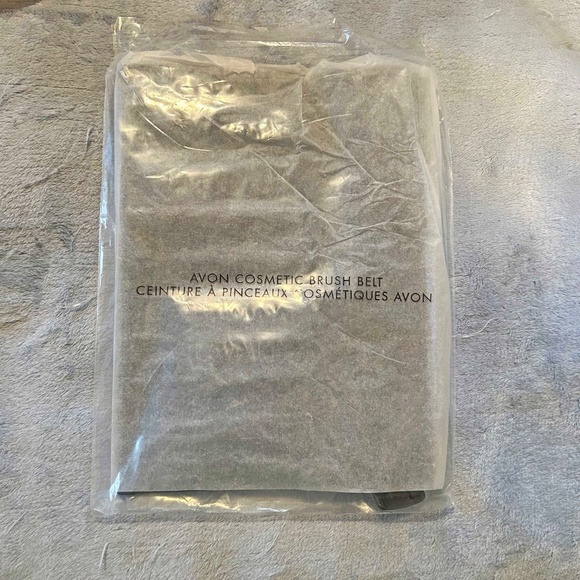 AVON COSMETIC BRUSH BELT
CEINTURE À PINCEAUX COSMÉTIQUES AVON